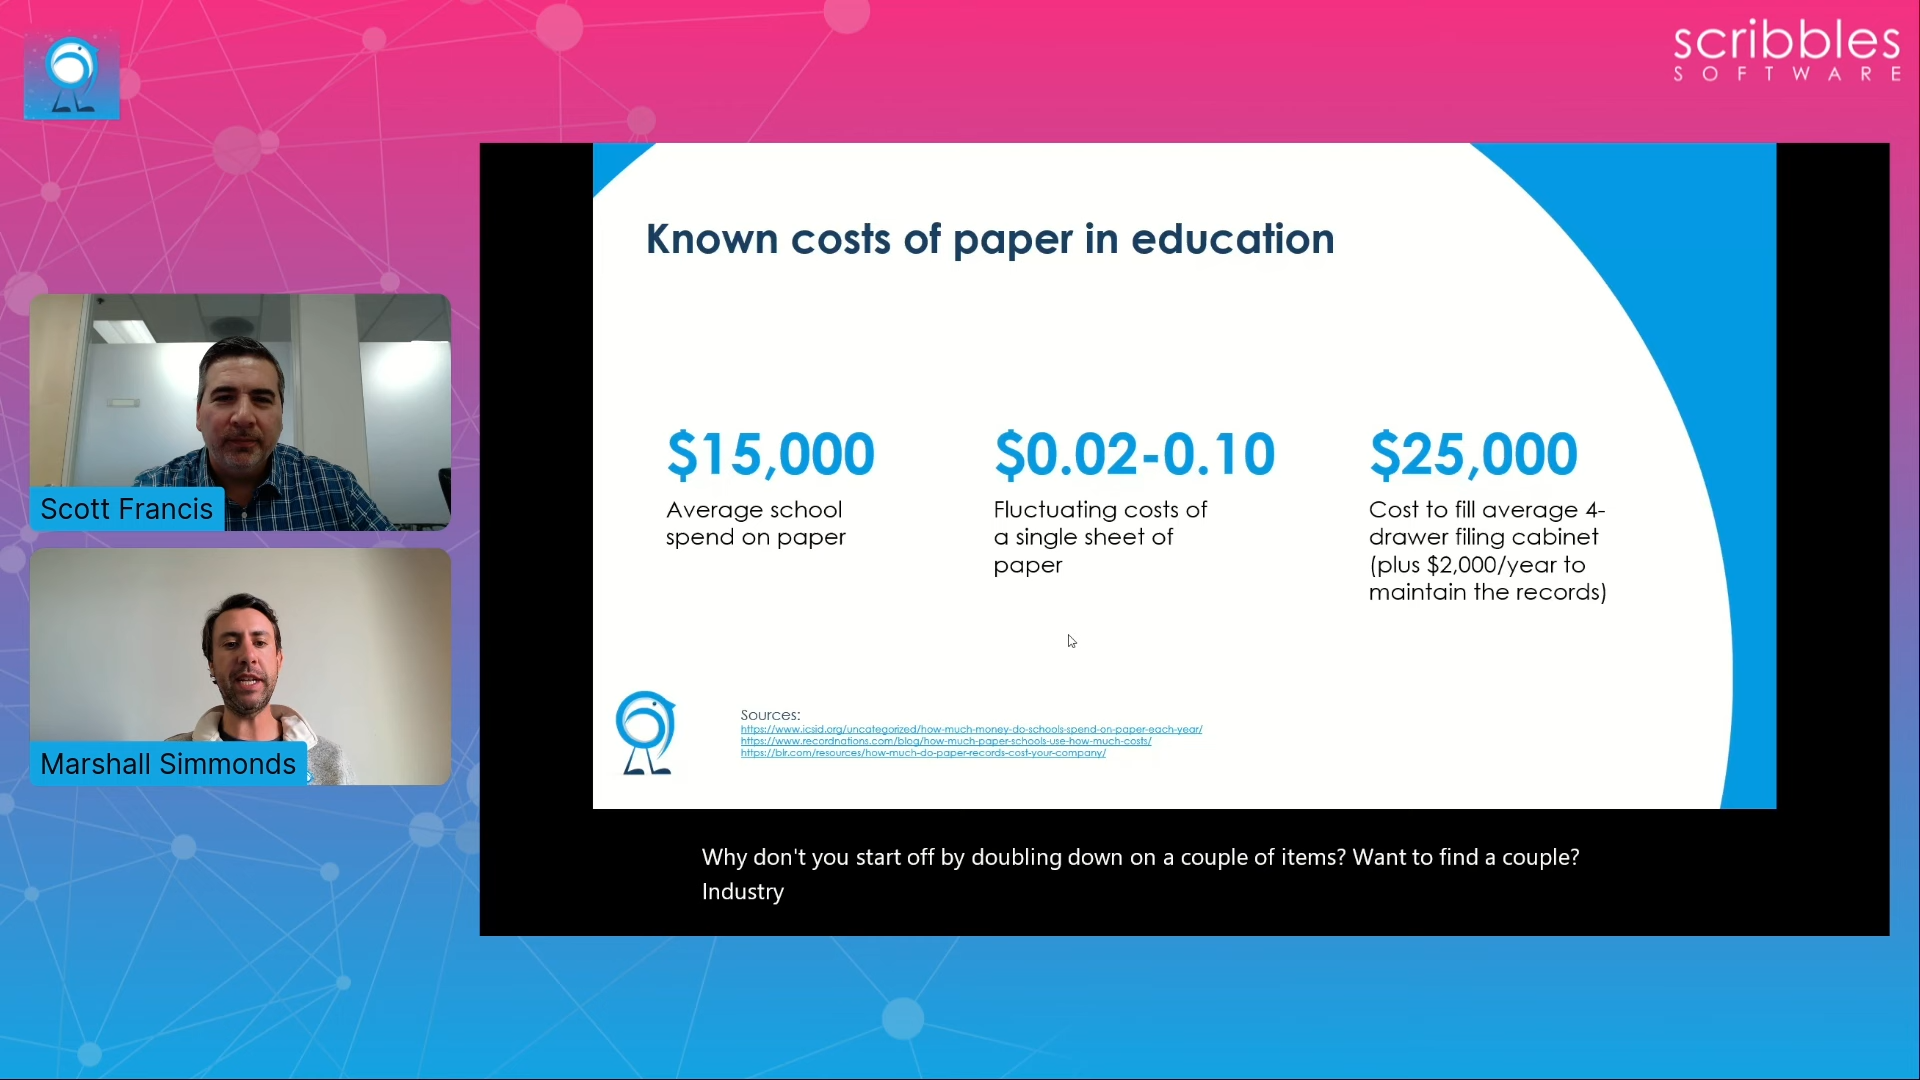 scribbles
SOFTWARE
Known costs of paper in education
$15,000
Average school
spend on paper
$0.02-0.10
Fluctuating costs of
a single sheet of
paper
$25,000
Cost to fill average 4-
drawer filing cabinet
(plus $2,000/year to
maintain the records)
Scott Francis
Marshall Simmonds
Sources:
https://www.icsid.org/uncategorized/how-much-money-do-schools-spend-on-paper-each-year/
https://www.recordnations.com/blog/how-much-paper-schools-use-how-much-costs/
https://blr.com/resources/how-much-do-paper-records-cost-your-company/
Why don't you start off by doubling down on a couple of items? Want to find a couple?
Industry